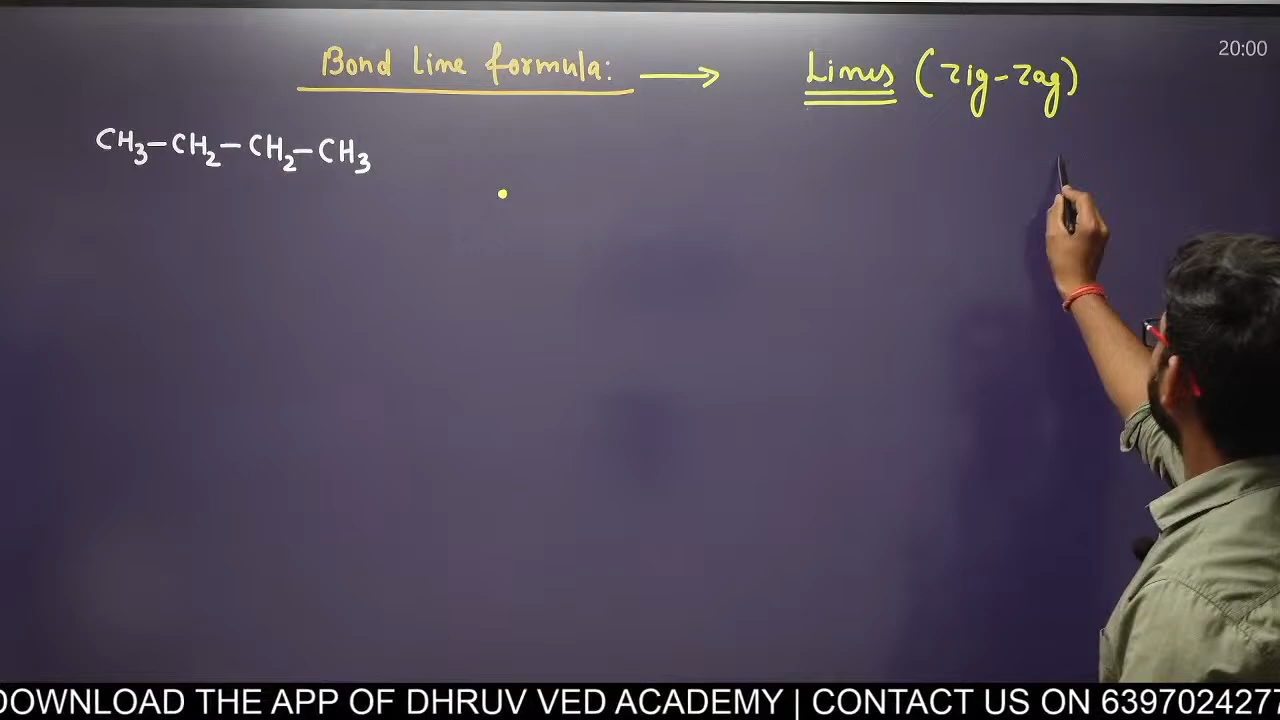 Bond Line formula: ⟶ Lines (zig-zag)
20:00
CH₃–CH₂–CH₂–CH₃
DOWNLOAD THE APP OF DHRUV VED ACADEMY | CONTACT US ON 6397024277